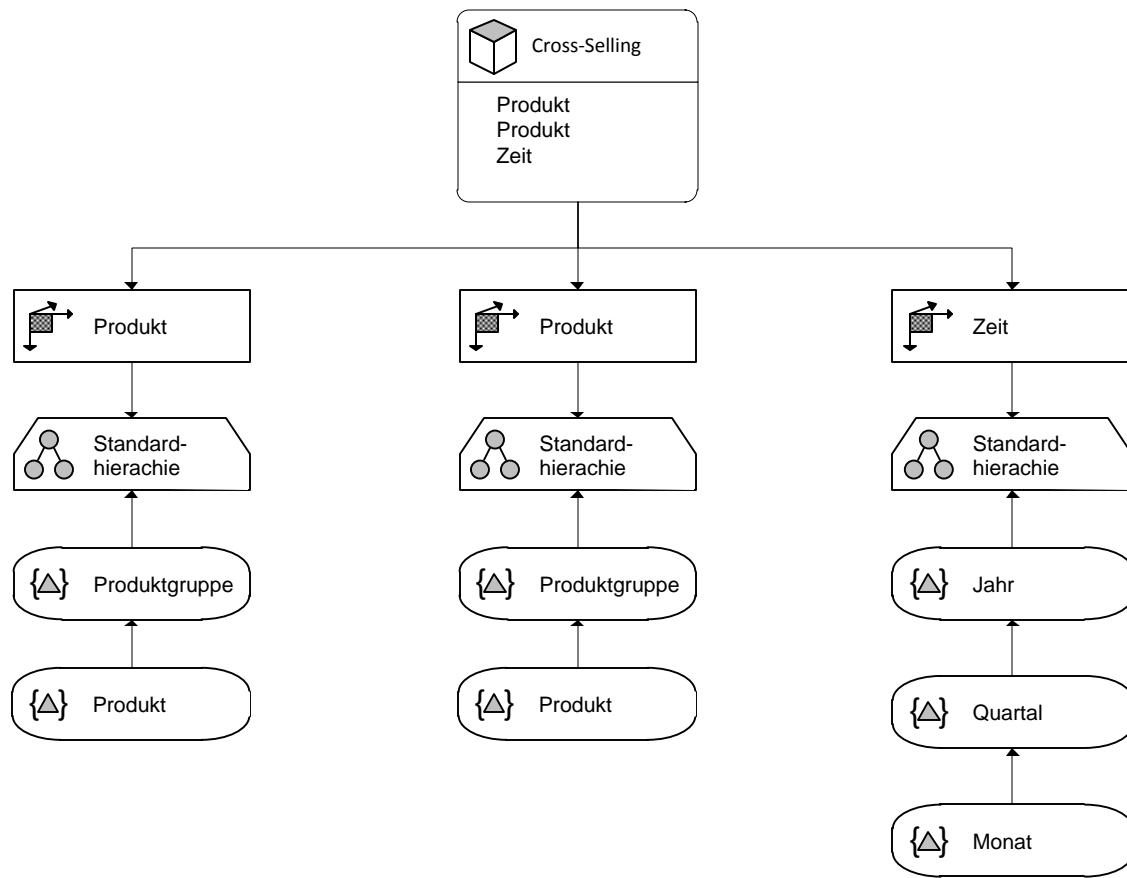 Cross-Selling
Produkt
Produkt
Zeit
Produkt
Produkt
Zeit
Standard-
hierachie
Standard-
hierachie
Standard-
hierachie
Produktgruppe
Produktgruppe
Jahr
Produkt
Produkt
Quartal
Monat